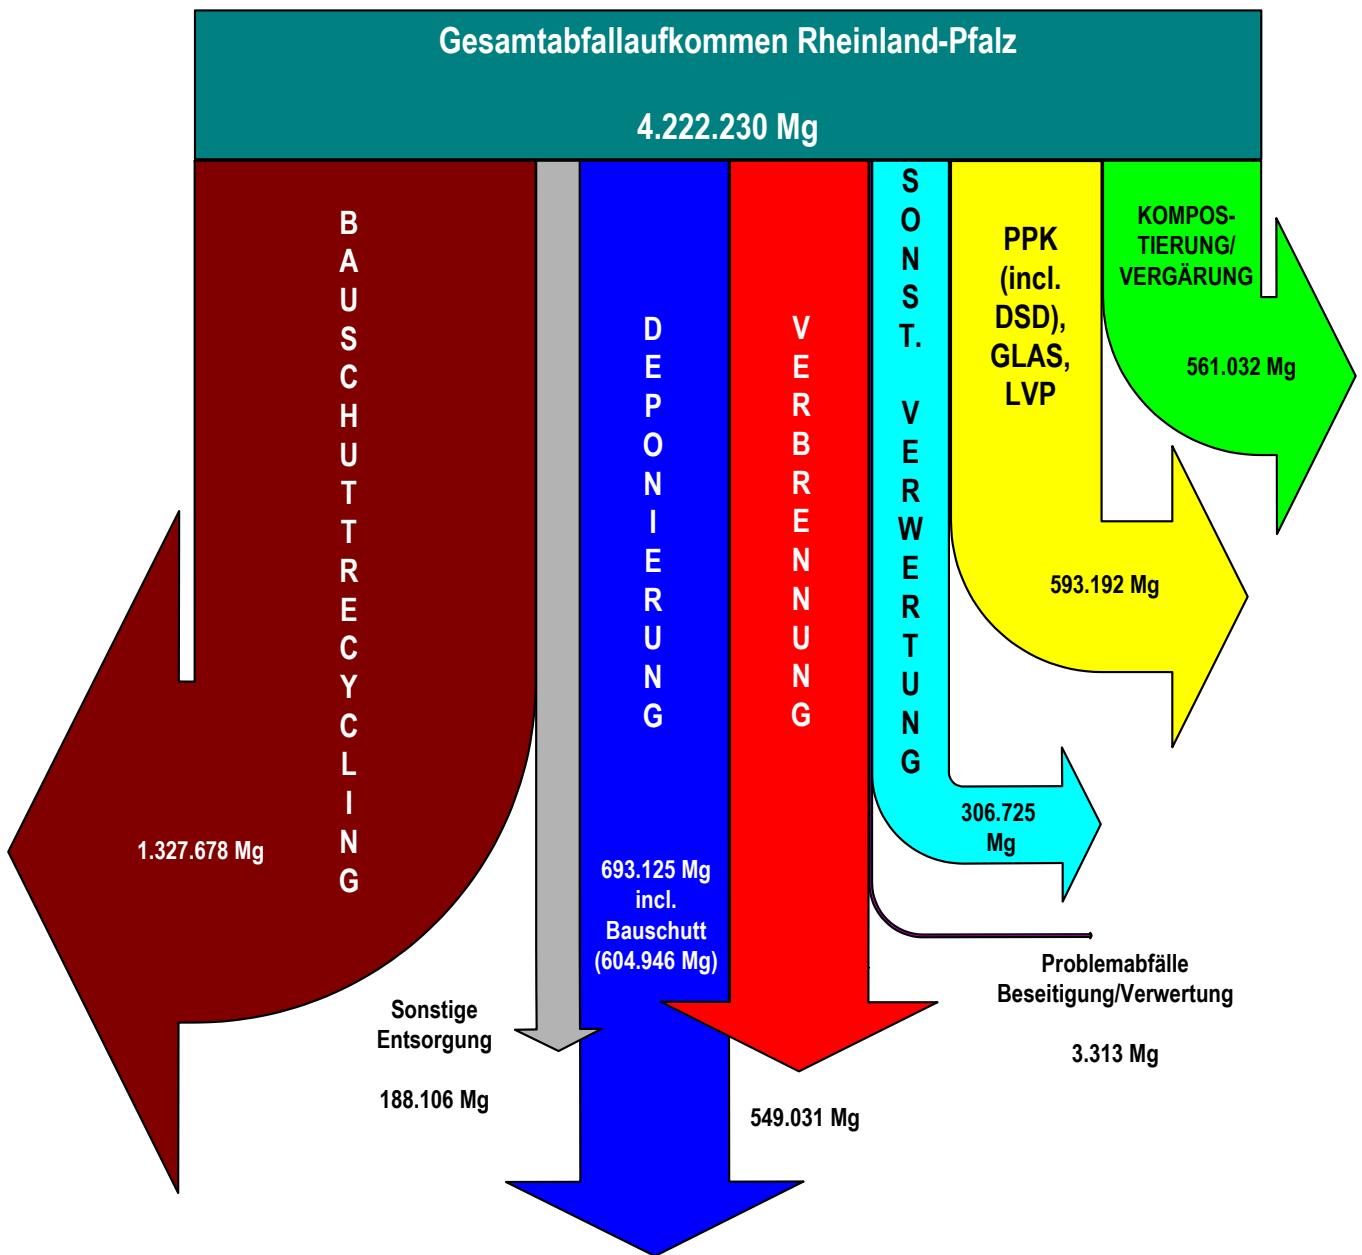 Gesamtabfallaufkommen Rheinland-Pfalz
4.222.230 Mg
BAUSCHUTTRECYCLING
1.327.678 Mg
Sonstige
Entsorgung
188.106 Mg
DEPONIERUNG
693.125 Mg
incl.
Bauschutt
(604.946 Mg)
VERBRENNUNG
549.031 Mg
SONST. VERWERTUNG
306.725
Mg
Problemabfälle
Beseitigung/Verwertung
3.313 Mg
PPK
(incl.
DSD),
GLAS,
LVP
593.192 Mg
KOMPOS-
TIERUNG/
VERGÄRUNG
561.032 Mg